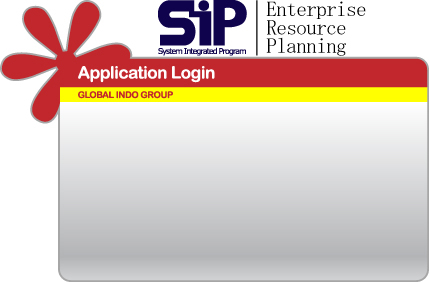 SiP
System Integrated Program
Enterprise
Resource
Planning
Application Login
GLOBAL INDO GROUP